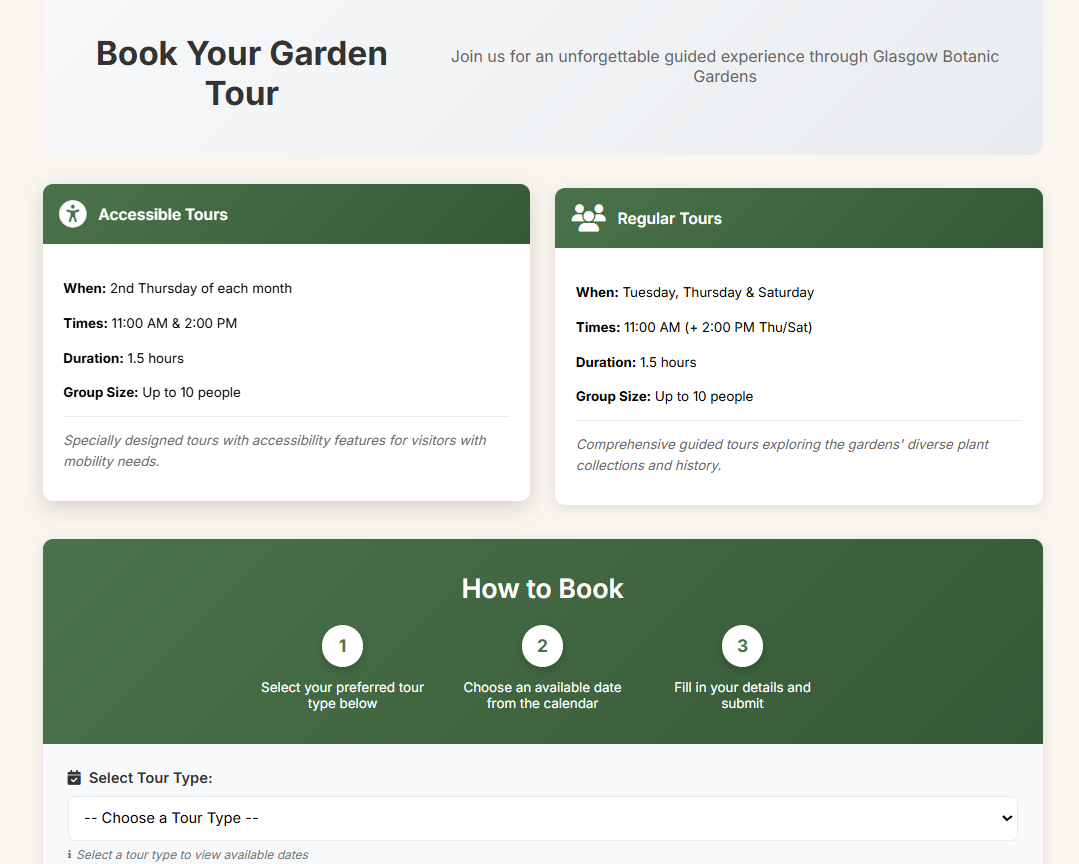 Book Your Garden
Tour
Join us for an unforgettable guided experience through Glasgow Botanic
Gardens
Accessible Tours
When: 2nd Thursday of each month
Times: 11:00 AM & 2:00 PM
Duration: 1.5 hours
Group Size: Up to 10 people
Specially designed tours with accessibility features for visitors with
mobility needs.
Regular Tours
When: Tuesday, Thursday & Saturday
Times: 11:00 AM (+ 2:00 PM Thu/Sat)
Duration: 1.5 hours
Group Size: Up to 10 people
Comprehensive guided tours exploring the gardens' diverse plant
collections and history.
How to Book
1
Select your preferred tour
type below
2
Choose an available date
from the calendar
3
Fill in your details and
submit
Select Tour Type:
-- Choose a Tour Type --
Select a tour type to view available dates